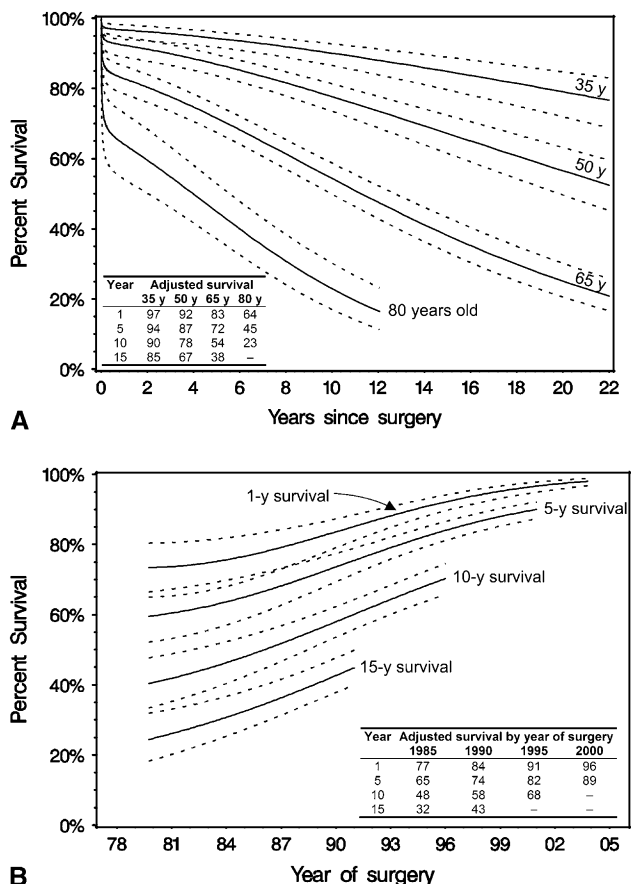 100%
80%
60%
40%
20%
0%
Percent Survival
35 y
50 y
65 y
80 years old
Year Adjusted survival
35 y 50 y 65 y 80 y
1 97 92 83 64
5 94 87 72 45
10 90 78 54 23
15 85 67 38 –
0 2 4 6 8 10 12 14 16 18 20 22
Years since surgery
A
100%
80%
60%
40%
20%
0%
Percent Survival
1-y survival
5-y survival
10-y survival
15-y survival
Year Adjusted survival by year of surgery
1985 1990 1995 2000
1 77 84 91 96
5 65 74 82 89
10 48 58 68 –
15 32 43 – –
78 81 84 87 90 93 96 99 02 05
Year of surgery
B